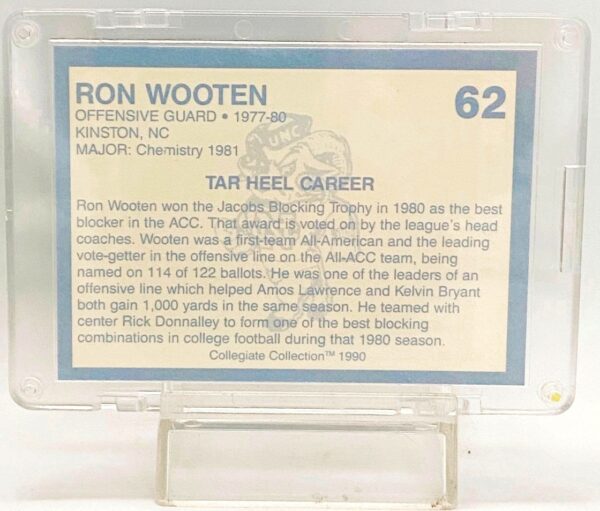 RON WOOTEN
62
OFFENSIVE GUARD • 1977-80
KINSTON, NC
MAJOR: Chemistry 1981
UNC
TAR HEEL CAREER
Ron Wooten won the Jacobs Blocking Trophy in 1980 as the best
blocker in the ACC. That award is voted on by the league's head
coaches. Wooten was a first-team All-American and the leading
vote-getter in the offensive line on the All-ACC team, being
named on 114 of 122 ballots. He was one of the leaders of an
offensive line which helped Amos Lawrence and Kelvin Bryant
both gain 1,000 yards in the same season. He teamed with
center Rick Donnalley to form one of the best blocking
combinations in college football during that 1980 season.
Collegiate Collection™ 1990